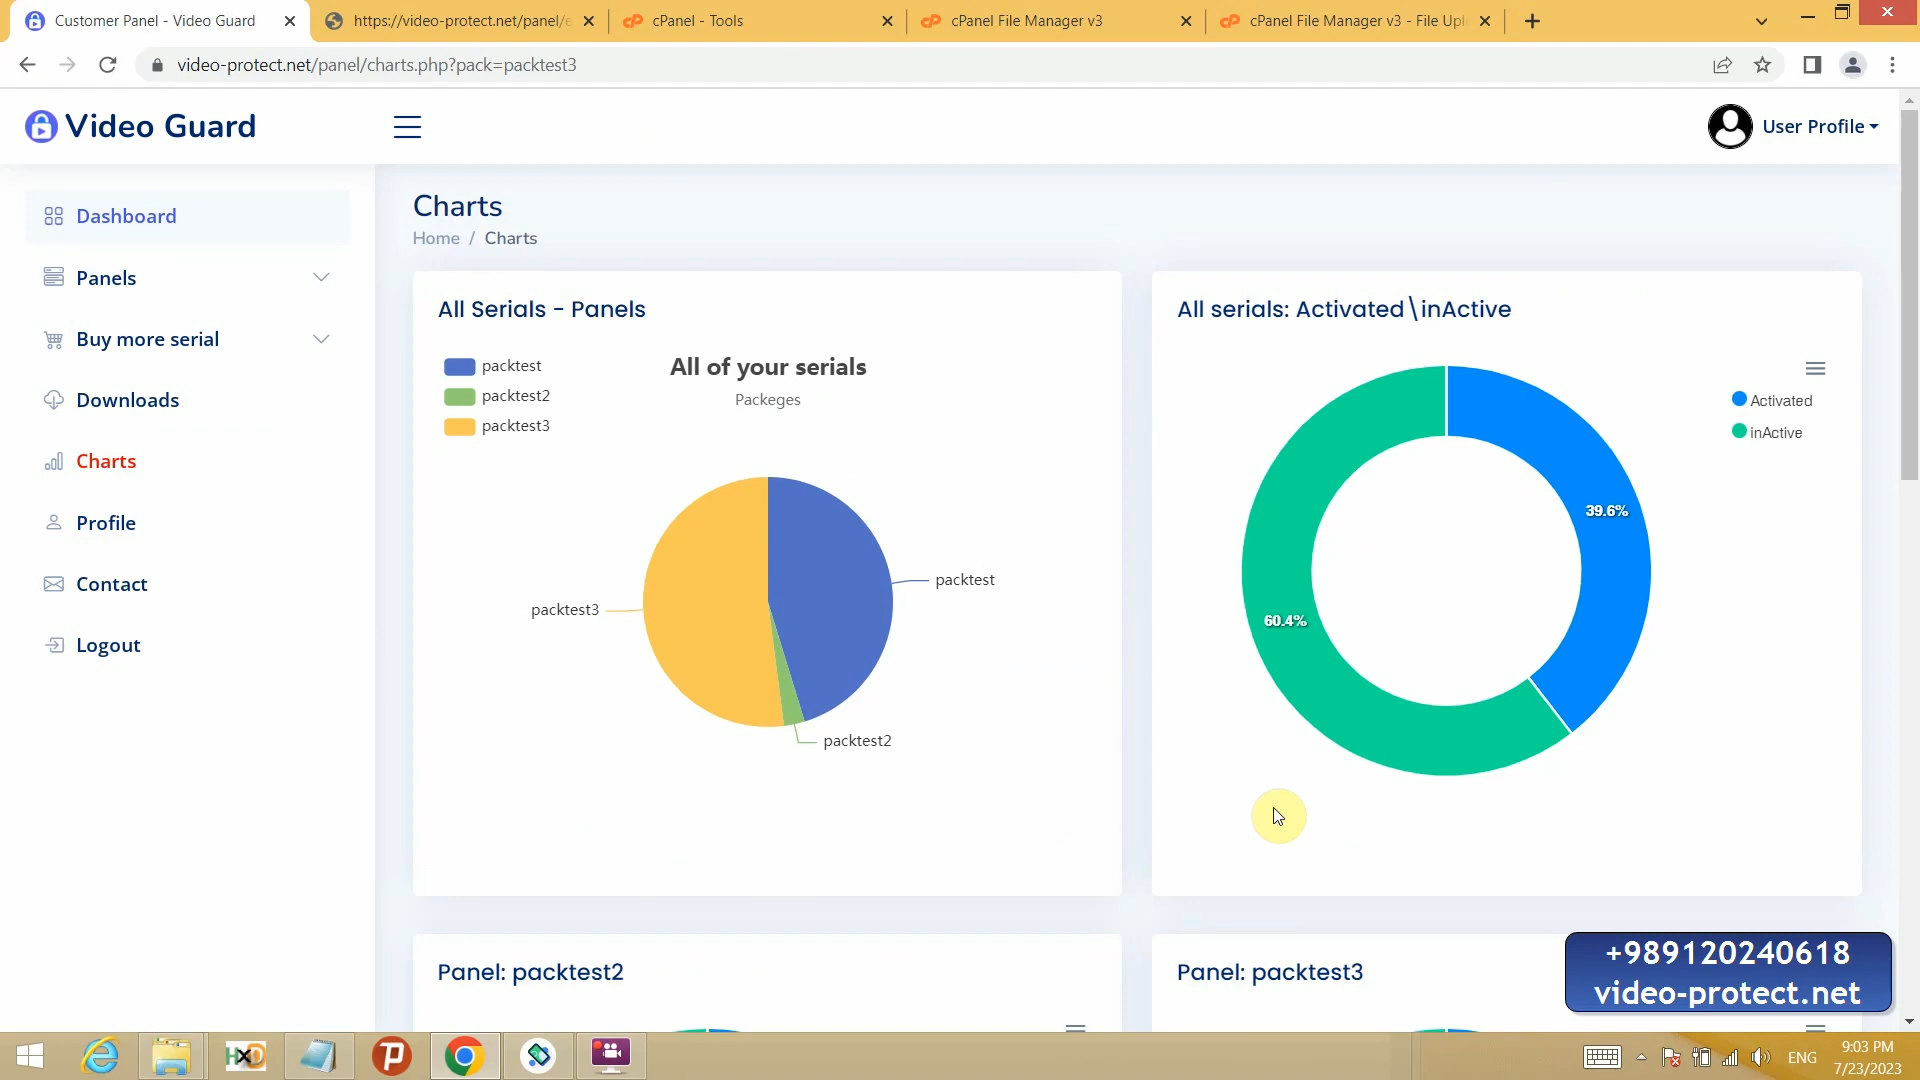 Customer Panel - Video Guard
https://video-protect.net/panel/e
cPanel - Tools
cPanel File Manager v3
cPanel File Manager v3 - File Upl
video-protect.net/panel/charts.php?pack=packtest3
Video Guard
User Profile
Dashboard
Panels
Buy more serial
Downloads
Charts
Profile
Contact
Logout
Charts
Home / Charts
All Serials - Panels
packtest
packtest2
packtest3
All of your serials
Packeges
packtest
packtest3
packtest2
All serials: Activated\inActive
Activated
inActive
39.6%
60.4%
Panel: packtest2
Panel: packtest3
+989120240618
video-protect.net
HXD
ENG
9:03 PM
7/23/2023